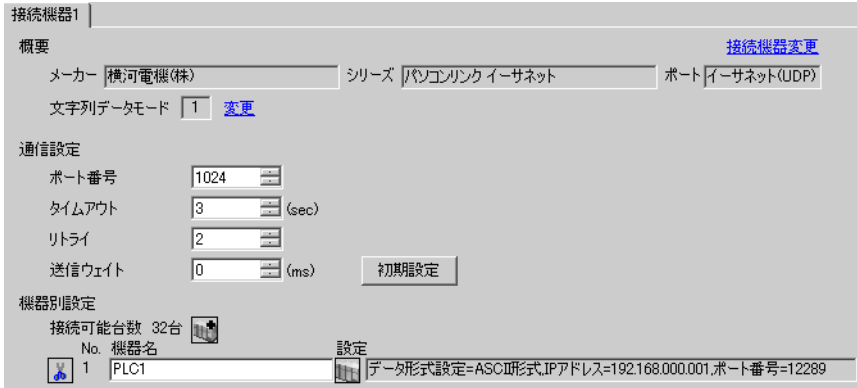 接続機器1
概要
接続機器変更
メーカー 横河電機(株) シリーズ パソコンリンク イーサネット ポート イーサネット(UDP)
文字列データモード 1 変更
通信設定
ポート番号 1024
タイムアウト 3 (sec)
リトライ 2
送信ウェイト 0 (ms) 初期設定
機器別設定
接続可能台数 32台
No. 機器名 設定
1 PLC1 データ形式設定=ASCII形式,IPアドレス=192.168.000.001,ポート番号=12289